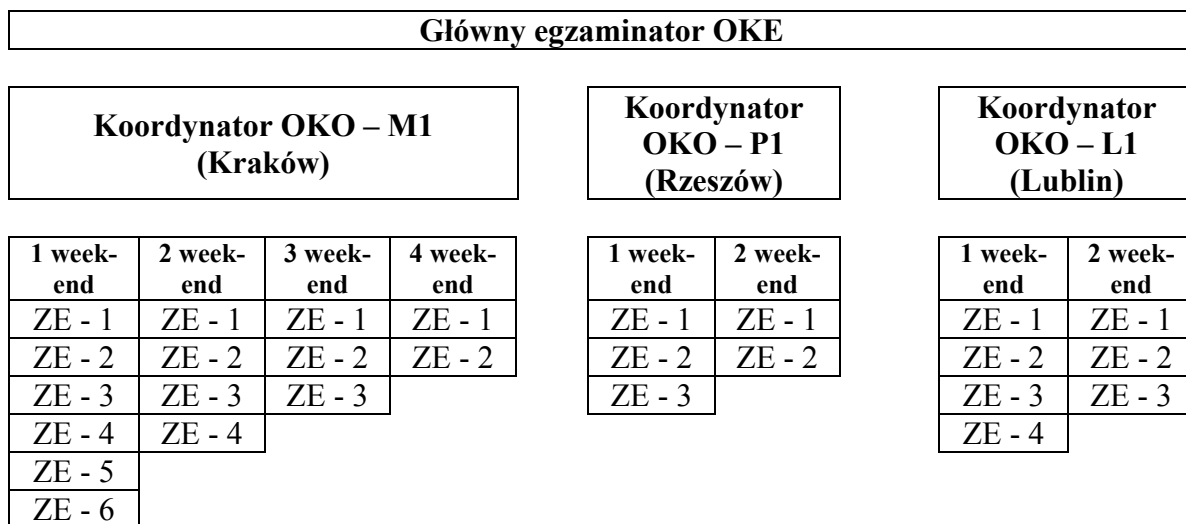 Główny egzaminator OKE
Koordynator OKO – M1
(Kraków)
Koordynator
OKO – P1
(Rzeszów)
Koordynator
OKO – L1
(Lublin)
1 week-
end
2 week-
end
3 week-
end
4 week-
end
1 week-
end
2 week-
end
1 week-
end
2 week-
end
ZE - 1 ZE - 1 ZE - 1 ZE - 1 ZE - 1 ZE - 1 ZE - 1 ZE - 1
ZE - 2 ZE - 2 ZE - 2 ZE - 2 ZE - 2 ZE - 2 ZE - 2 ZE - 2
ZE - 3 ZE - 3 ZE - 3 ZE - 3 ZE - 3 ZE - 3
ZE - 4 ZE - 4 ZE - 4
ZE - 5
ZE - 6